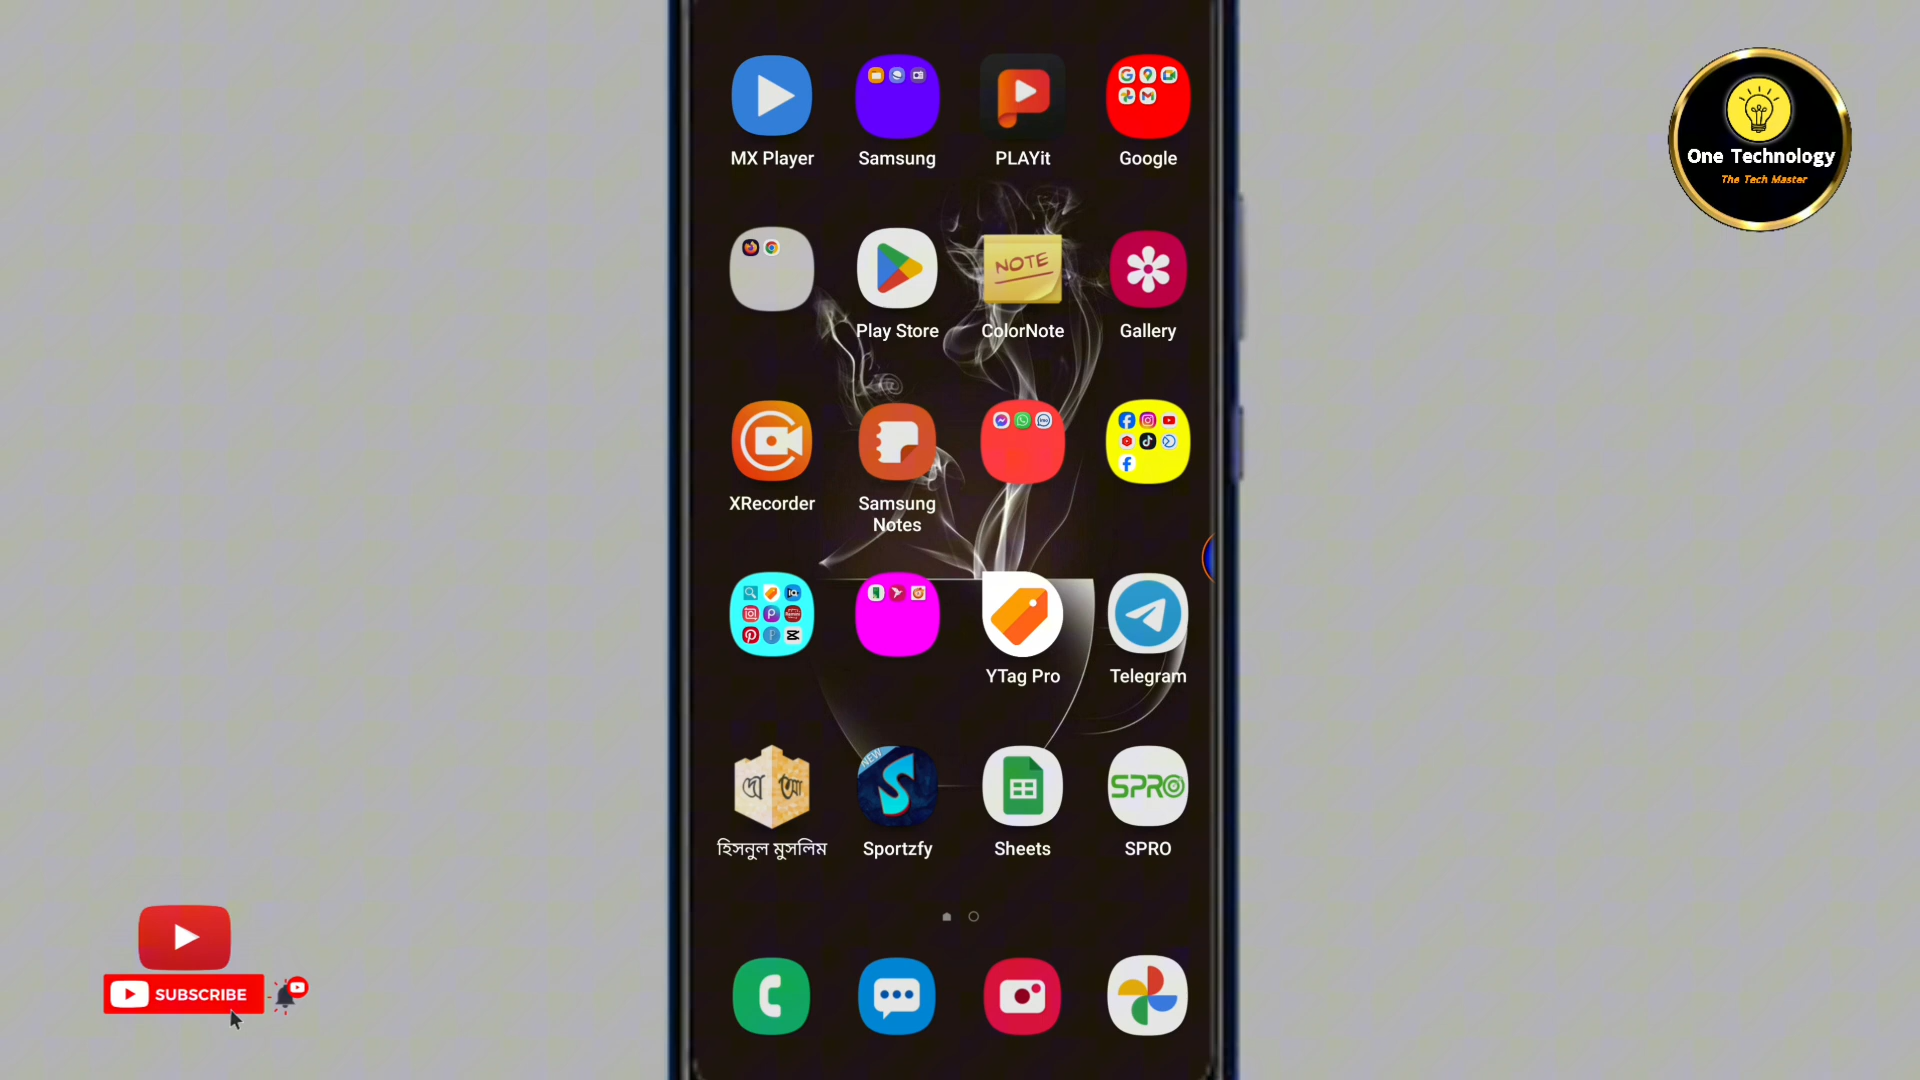 MX Player
Samsung
PLAYit
Google
One Technology
The Tech Master
NOTE
Play Store
ColorNote
Gallery
XRecorder
Samsung
Notes
YTag Pro
Telegram
NEW
দো আ
SPRO
হিসনুল মুসলিম
Sportzfy
Sheets
SPRO
SUBSCRIBE